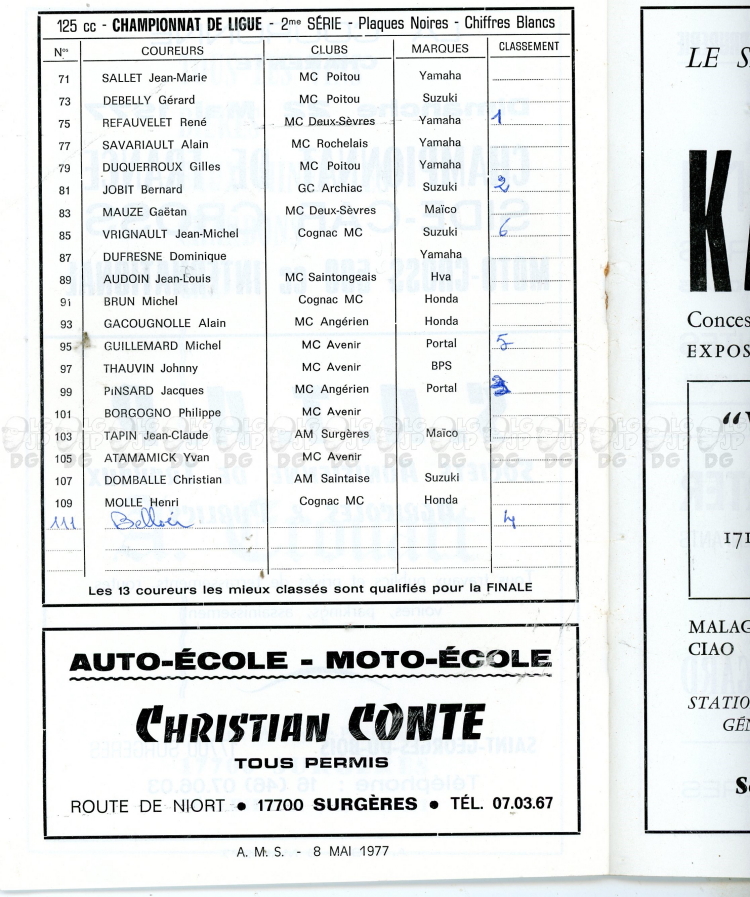 125 cc - CHAMPIONNAT DE LIGUE - 2me SÉRIE - Plaques Noires - Chiffres Blancs
Nos COUREURS CLUBS MARQUES CLASSEMENT
71 SALLET Jean-Marie MC Poitou Yamaha
73 DEBELLY Gérard MC Poitou Suzuki
75 REFAUVELET René MC Deux-Sèvres Yamaha 1
77 SAVARIAULT Alain MC Rochelais Yamaha
79 DUQUERROUX Gilles MC Poitou Yamaha
81 JOBIT Bernard GC Archiac Suzuki 2
83 MAUZE Gaëtan MC Deux-Sèvres Maïco
85 VRIGNAULT Jean-Michel Cognac MC Suzuki 6
87 DUFRESNE Dominique Yamaha
89 AUDOIN Jean-Louis MC Saintongeais Hva
91 BRUN Michel Cognac MC Honda
93 GACOUGNOLLE Alain MC Angérien Honda
95 GUILLEMARD Michel MC Avenir Portal 5
97 THAUVIN Johnny MC Avenir BPS
99 PINSARD Jacques MC Angérien Portal 3
101 BORGOGNO Philippe MC Avenir
103 TAPIN Jean-Claude AM Surgères Maïco
105 ATAMAMICK Yvan MC Avenir
107 DOMBALLE Christian AM Saintaise Suzuki
109 MOLLE Henri Cognac MC Honda
111 4
Les 13 coureurs les mieux classés sont qualifiés pour la FINALE
AUTO-ÉCOLE - MOTO-ÉCOLE
CHRISTIAN CONTE
TOUS PERMIS
ROUTE DE NIORT ● 17700 SURGÈRES ● TÉL. 07.03.67
A. M. S. - 8 MAI 1977
LE S
KA
Conces
EXPOS
"Y
171
MALAG
CIAO
STATIO
GÉN
S